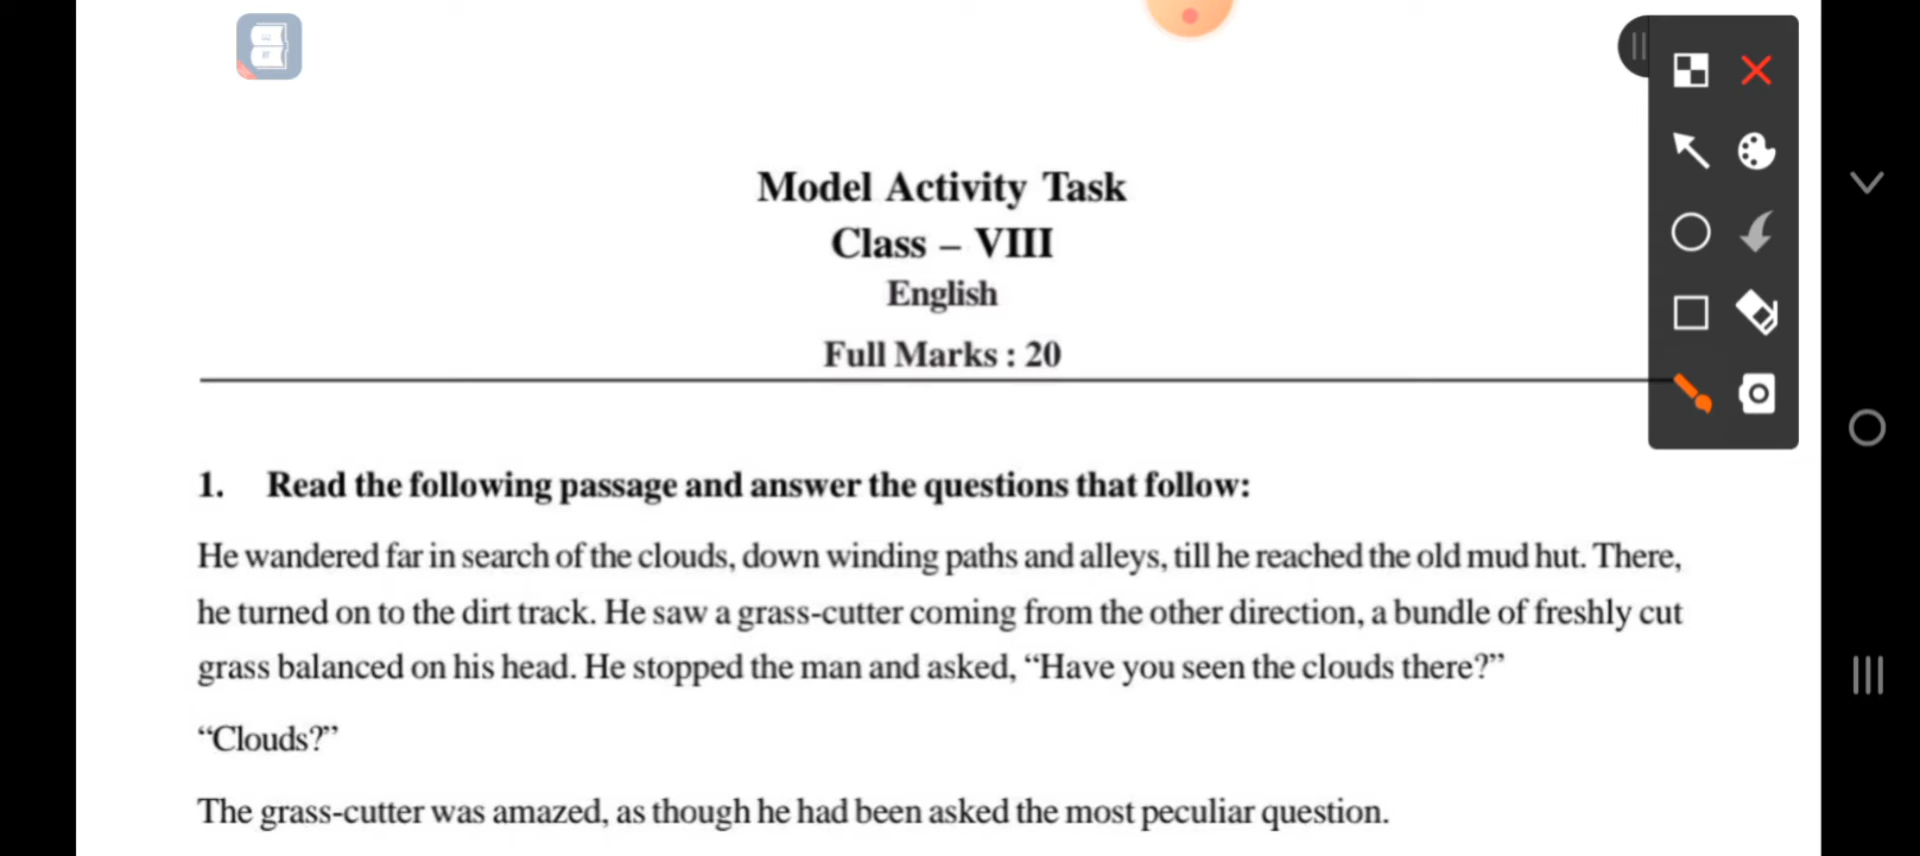 Model Activity Task
Class – VIII
English
Full Marks : 20
1. Read the following passage and answer the questions that follow:
He wandered far in search of the clouds, down winding paths and alleys, till he reached the old mud hut. There,
he turned on to the dirt track. He saw a grass-cutter coming from the other direction, a bundle of freshly cut
grass balanced on his head. He stopped the man and asked, “Have you seen the clouds there?”
“Clouds?”
The grass-cutter was amazed, as though he had been asked the most peculiar question.